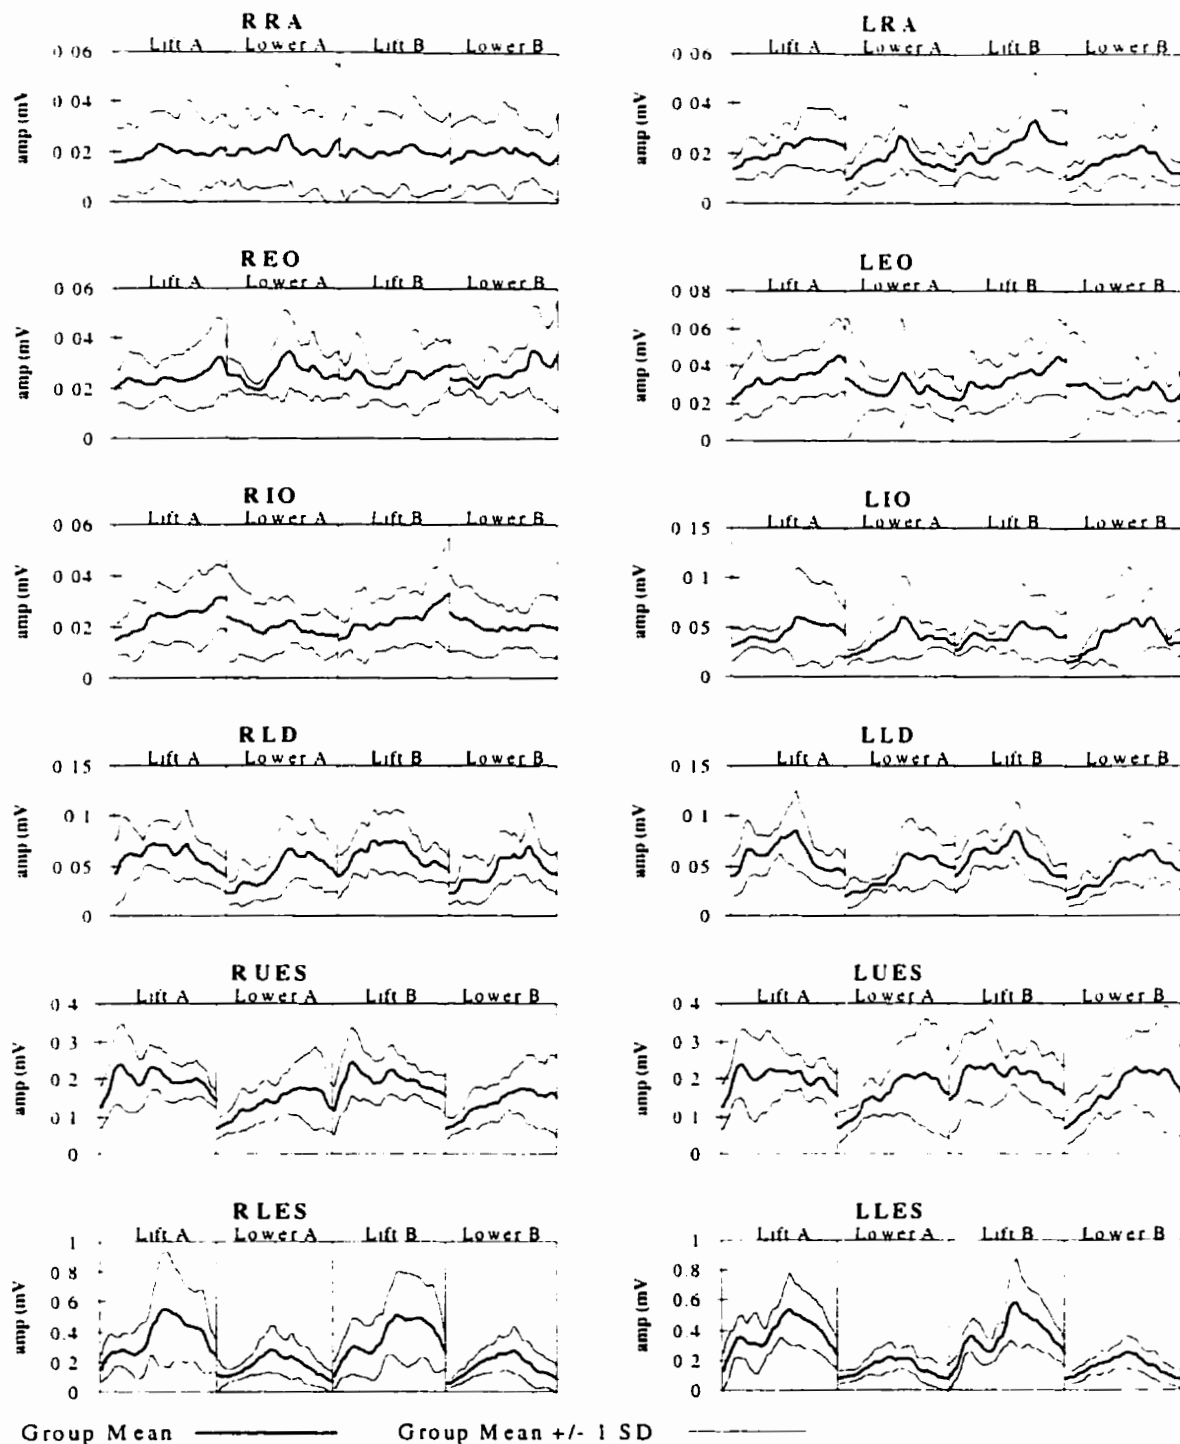 RRA
Lift A Lower A Lift B Lower B
0 06
0 04
0 02
0
amp (mV
LRA
Lift A Lower A Lift B Lower B
0 06
0 04
0 02
0
amp (mV
REO
Lift A Lower A Lift B Lower B
0 06
0 04
0 02
0
amp (mV
LEO
Lift A Lower A Lift B Lower B
0 08
0 06
0 04
0 02
0
amp (mV
RIO
Lift A Lower A Lift B Lower B
0 06
0 04
0 02
0
amp (mV
LIO
Lift A Lower A Lift B Lower B
0 15
0 1
0 05
0
amp (mV
RLD
Lift A Lower A Lift B Lower B
0 15
0 1
0 05
0
amp (mV
LLD
Lift A Lower A Lift B Lower B
0 15
0 1
0 05
0
amp (mV
RUES
Lift A Lower A Lift B Lower B
0 4
0 3
0 2
0 1
0
amp (mV
LUES
Lift A Lower A Lift B Lower B
0 4
0 3
0 2
0 1
0
amp (mV
RLES
Lift A Lower A Lift B Lower B
1
0 8
0 6
0 4
0 2
0
amp (mV
LLES
Lift A Lower A Lift B Lower B
1
0.8
0.6
0.4
0 2
0
amp (mV
Group Mean
Group Mean +/- 1 SD